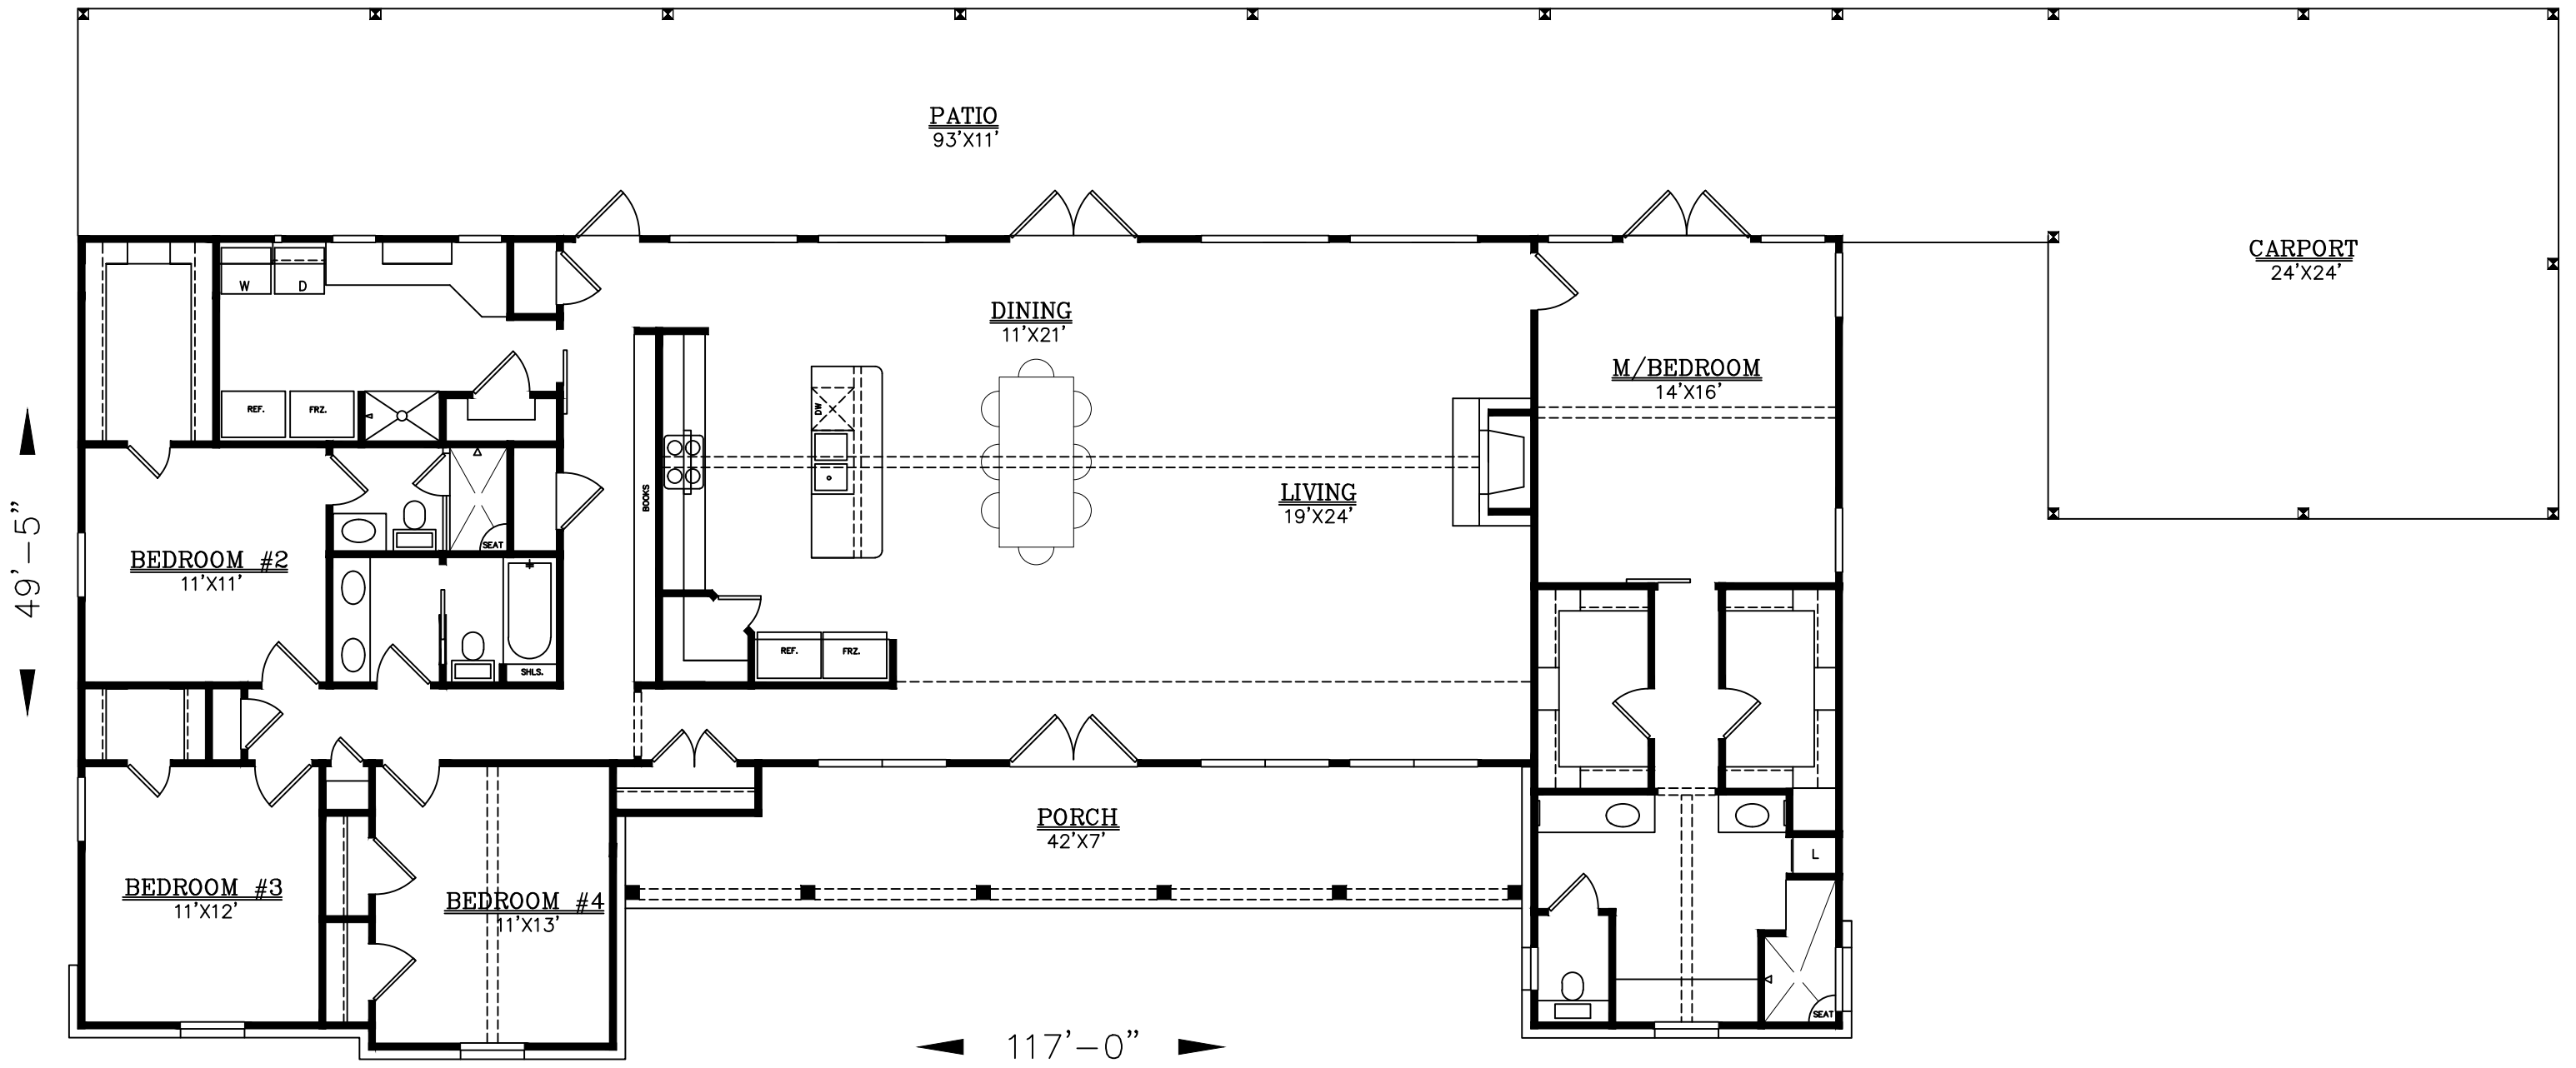 PATIO
93'X11'
CARPORT
24'X24'
W
D
DINING
11'X21'
M/BEDROOM
14'X16'
REF.
FRZ.
DW
BOOKS
LIVING
19'X24'
SEAT
BEDROOM #2
11'X11'
49'-5"
REF.
FRZ.
SHLS.
PORCH
42'X7'
L
BEDROOM #3
11'X12'
BEDROOM #4
11'X13'
SEAT
117'-0"